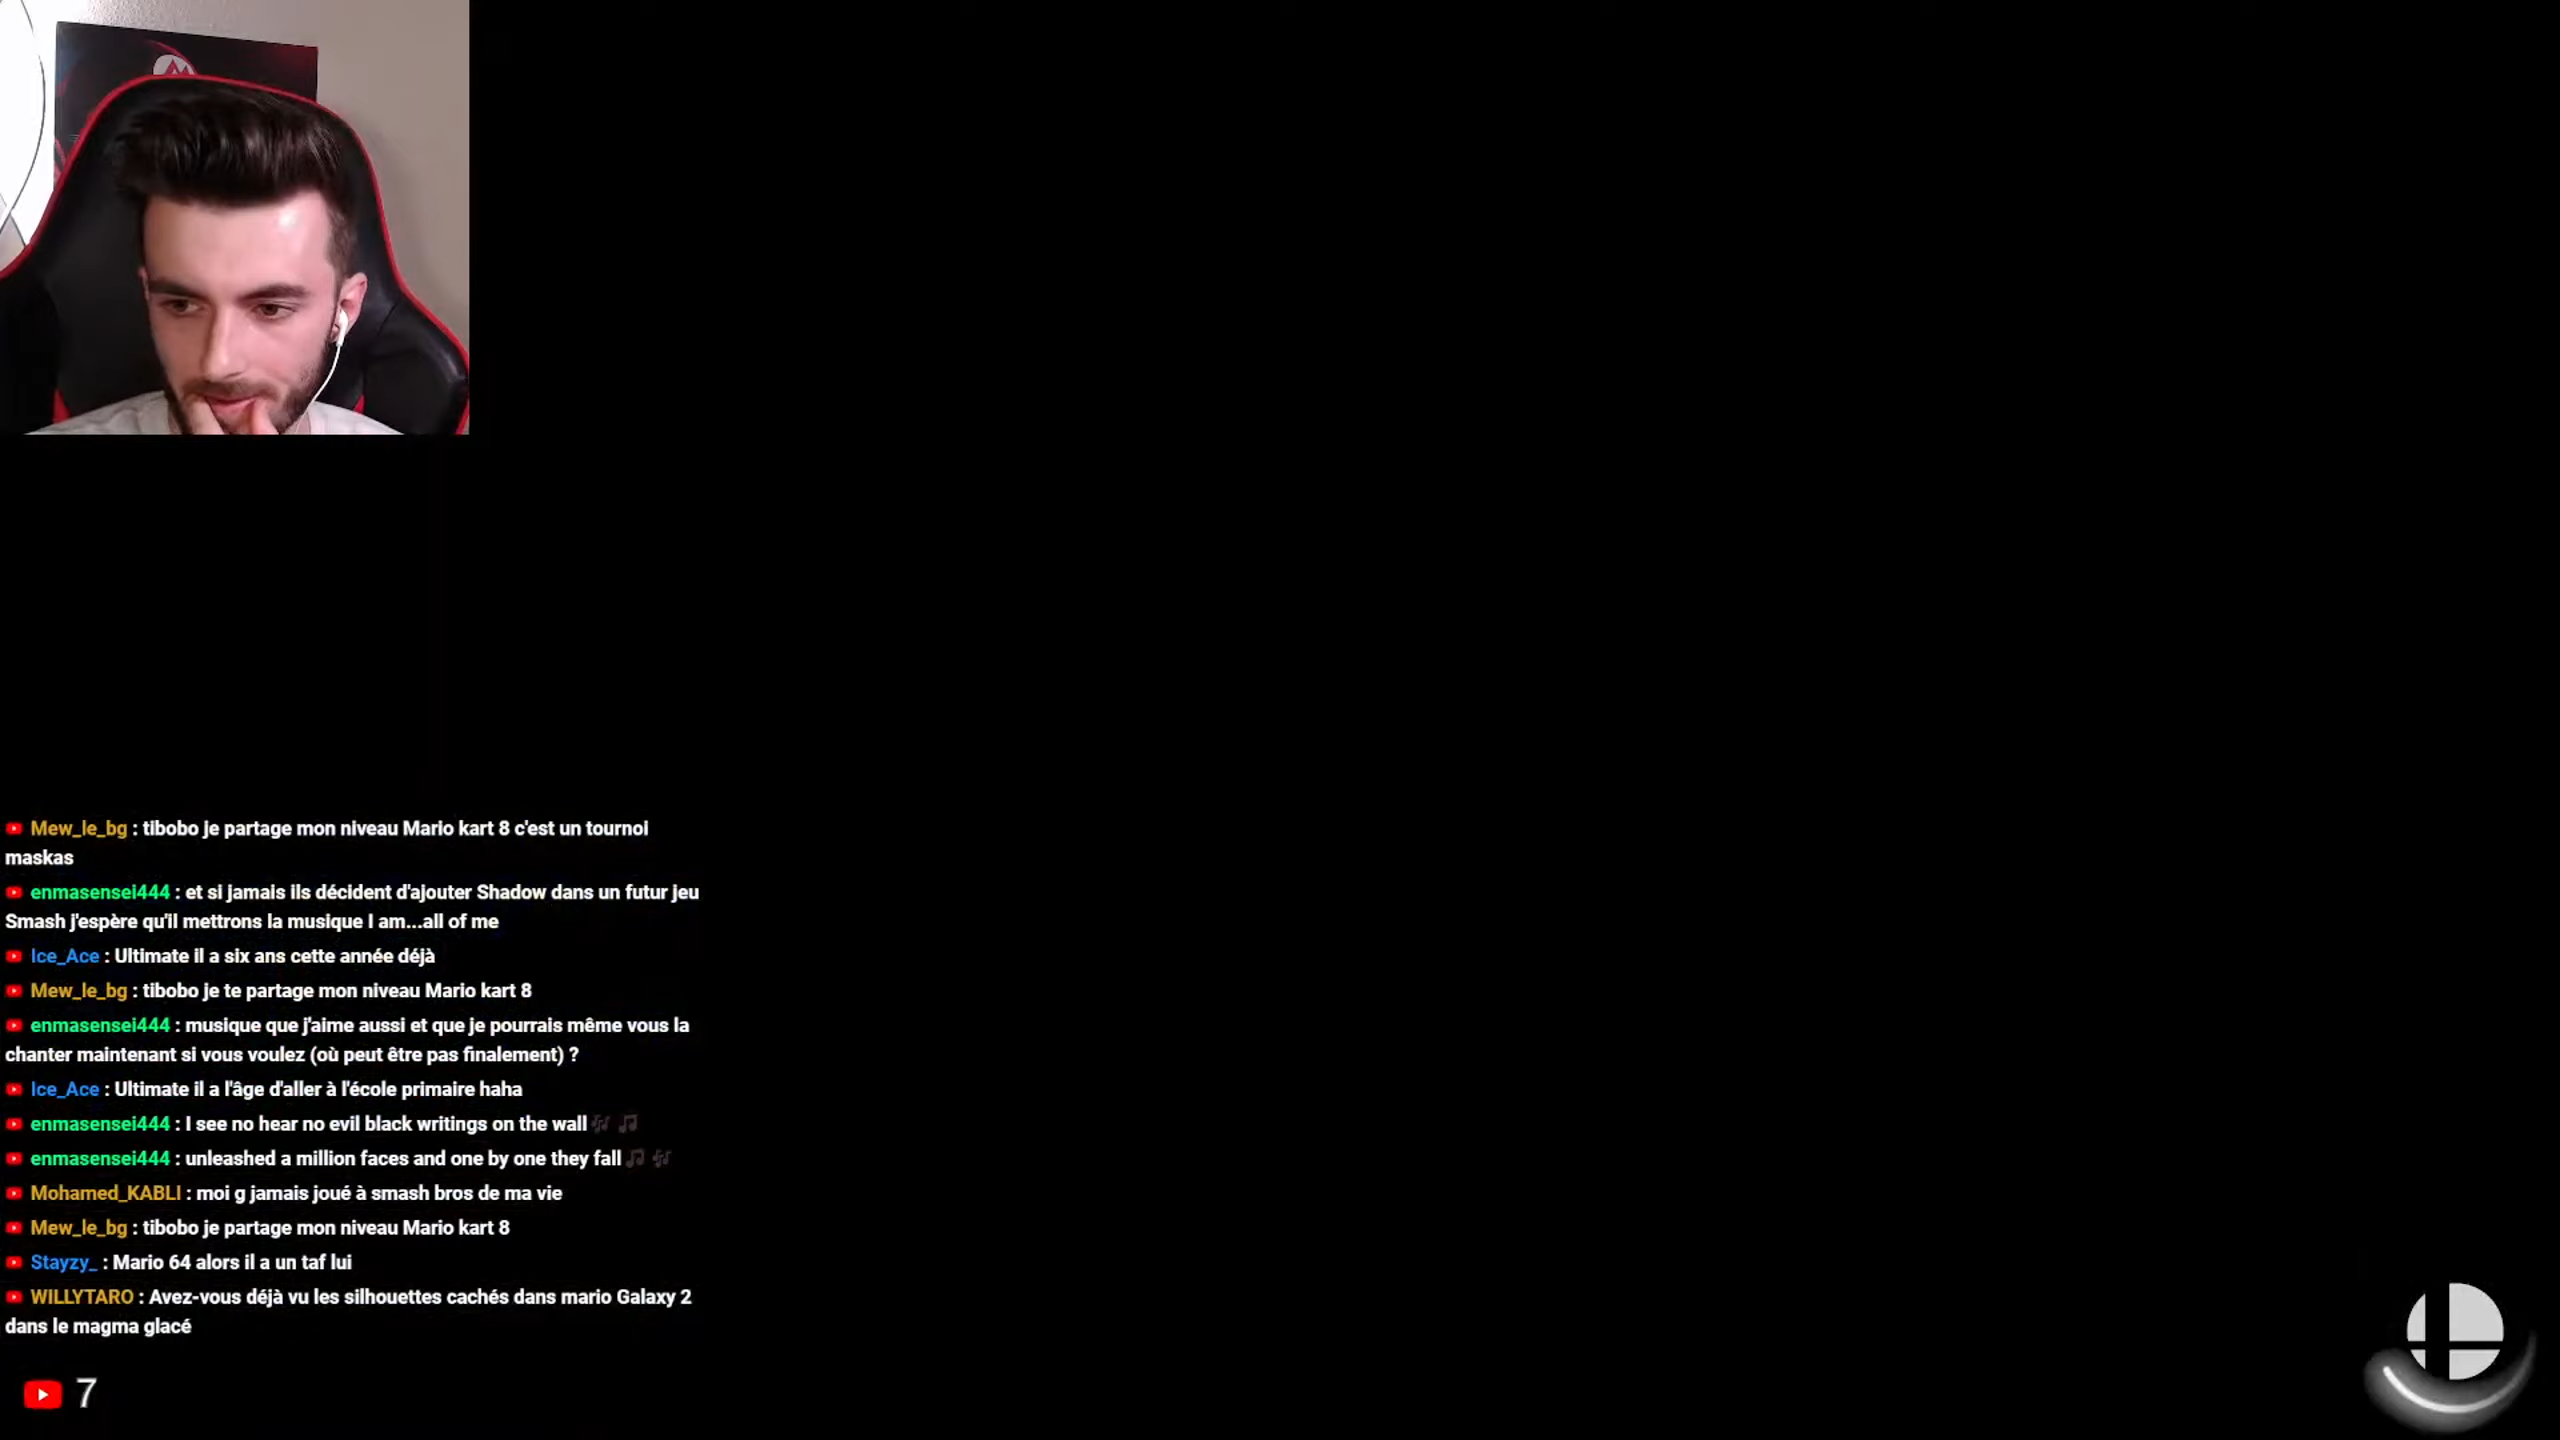 Mew_le_bg : tibobo je partage mon niveau Mario kart 8 c'est un tournoi
maskas
enmasensei444 : et si jamais ils décident d'ajouter Shadow dans un futur jeu
Smash j'espère qu'il mettrons la musique I am...all of me
Ice_Ace : Ultimate il a six ans cette année déjà
Mew_le_bg : tibobo je te partage mon niveau Mario kart 8
enmasensei444 : musique que j'aime aussi et que je pourrais même vous la
chanter maintenant si vous voulez (où peut être pas finalement) ?
Ice_Ace : Ultimate il a l'âge d'aller à l'école primaire haha
enmasensei444 : I see no hear no evil black writings on the wall🎶 🎵
enmasensei444 : unleashed a million faces and one by one they fall🎵 🎶
Mohamed_KABLI : moi g jamais joué à smash bros de ma vie
Mew_le_bg : tibobo je partage mon niveau Mario kart 8
Stayzy_ : Mario 64 alors il a un taf lui
WILLYTARO : Avez-vous déjà vu les silhouettes cachés dans mario Galaxy 2
dans le magma glacé
7